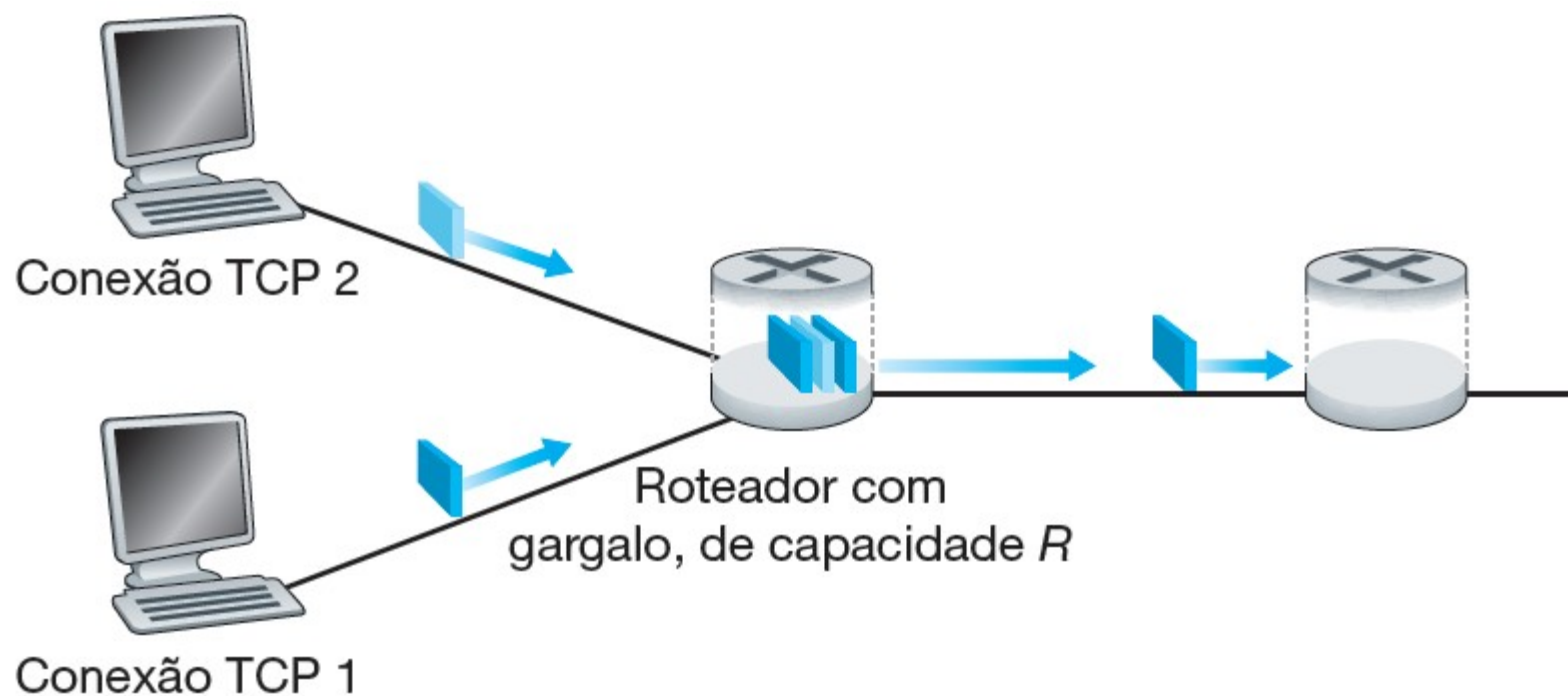 Conexão TCP 2
Roteador com
gargalo, de capacidade R
Conexão TCP 1